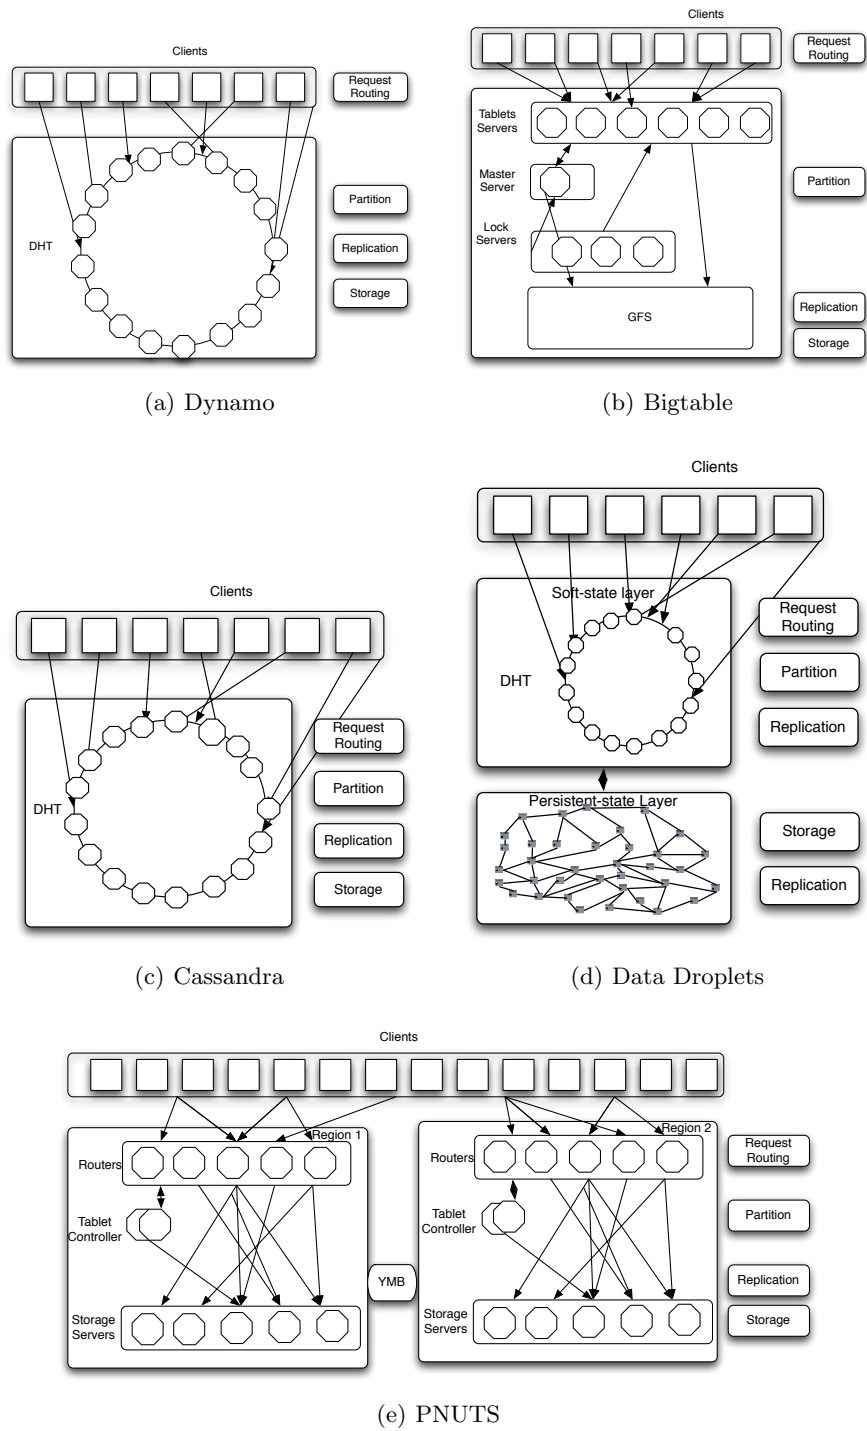 Clients
Request
Routing
DHT
Partition
Replication
Storage
(a) Dynamo
Clients
Request
Routing
Tablets
Servers
Master
Server
Partition
Lock
Servers
GFS
Replication
Storage
(b) Bigtable
Clients
Request
Routing
DHT
Partition
Replication
Storage
(c) Cassandra
Clients
Soft-state layer
Request
Routing
DHT
Partition
Replication
Persistent-state Layer
Storage
Replication
(d) Data Droplets
Clients
Region 1
Routers
Tablet
Controller
Storage
Servers
YMB
Region 2
Routers
Tablet
Controller
Storage
Servers
Request
Routing
Partition
Replication
Storage
(e) PNUTS